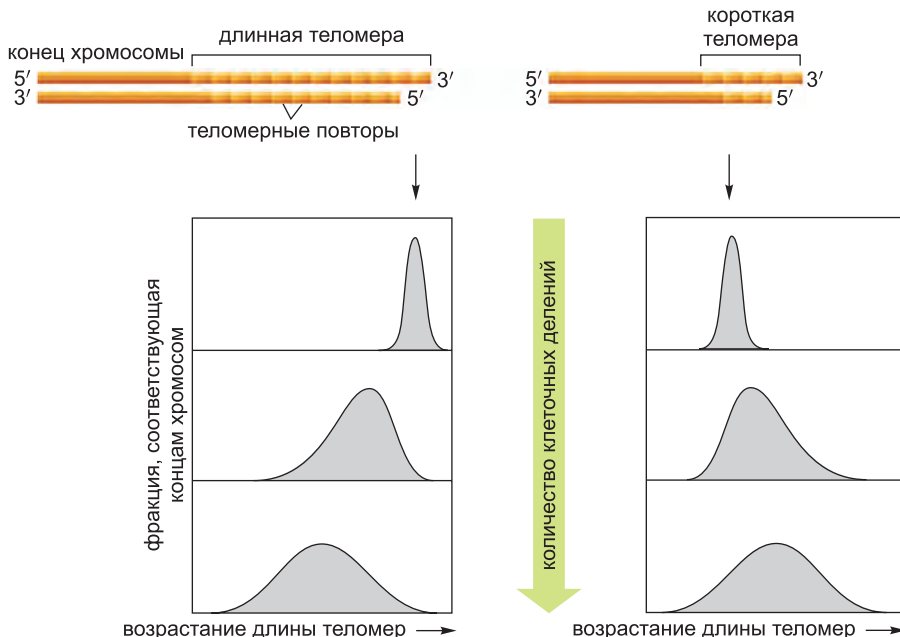 конец хромосомы
длинная теломера
5′ 3′
3′ 5′
теломерные повторы
короткая
теломера
5′ 3′
3′ 5′
фракция, соответствующая
концам хромосом
количество клеточных делений
возрастание длины теломер
возрастание длины теломер